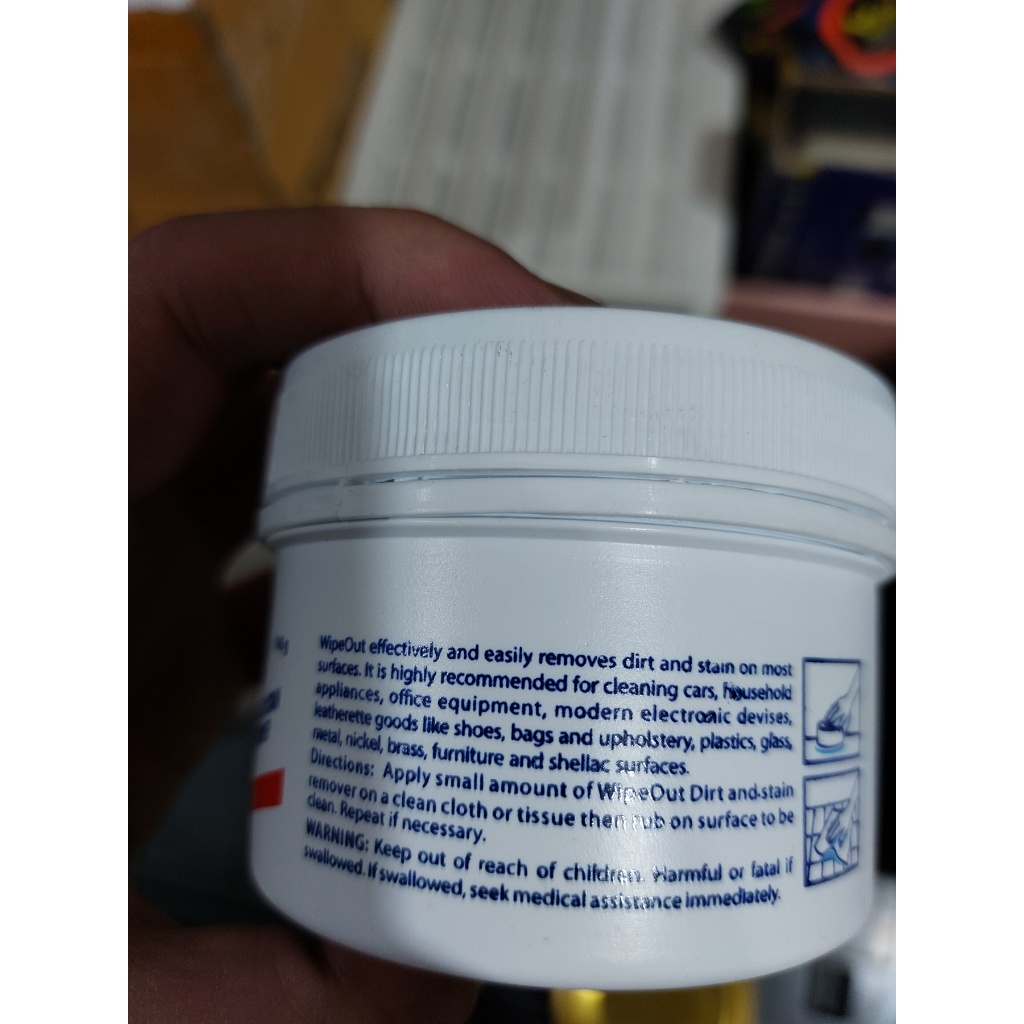 WipeOut effectively and easily removes dirt and stain on most
surfaces. It is highly recommended for cleaning cars, household
appliances, office equipment, modern electronic devises,
leatherette goods like shoes, bags and upholstery, plastics, glass,
metal, nickel, brass, furniture and shellac surfaces.
Directions: Apply small amount of WipeOut Dirt and stain
remover on a clean cloth or tissue then rub on surface to be
clean. Repeat if necessary.
WARNING: Keep out of reach of children. Harmful or fatal if
swallowed. If swallowed, seek medical assistance immediately.